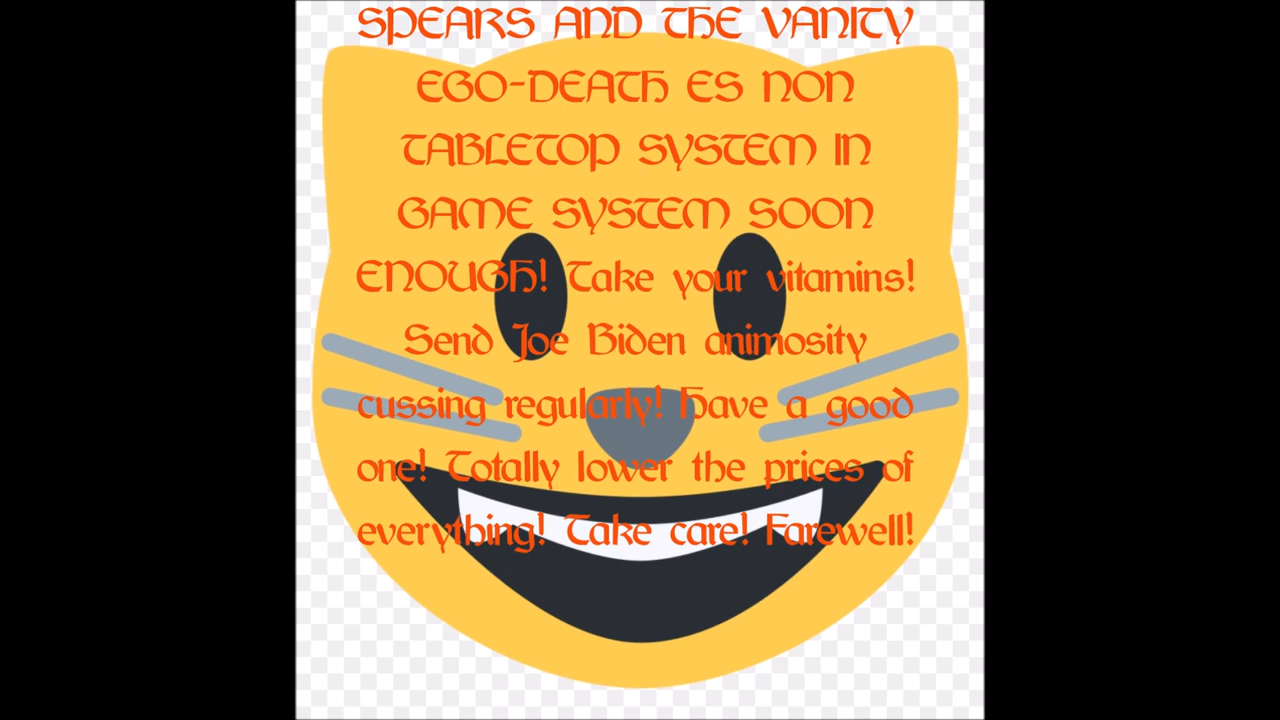 SPEARS AND THE VANITY
EGO-DEATH ES NON
TABLETOP SYSTEM IN
GAME SYSTEM SOON
ENOUGH! Take your vitamins!
Send Joe Biden animosity
cussing regularly! Have a good
one! Totally lower the prices of
everything! Take care! Farewell!